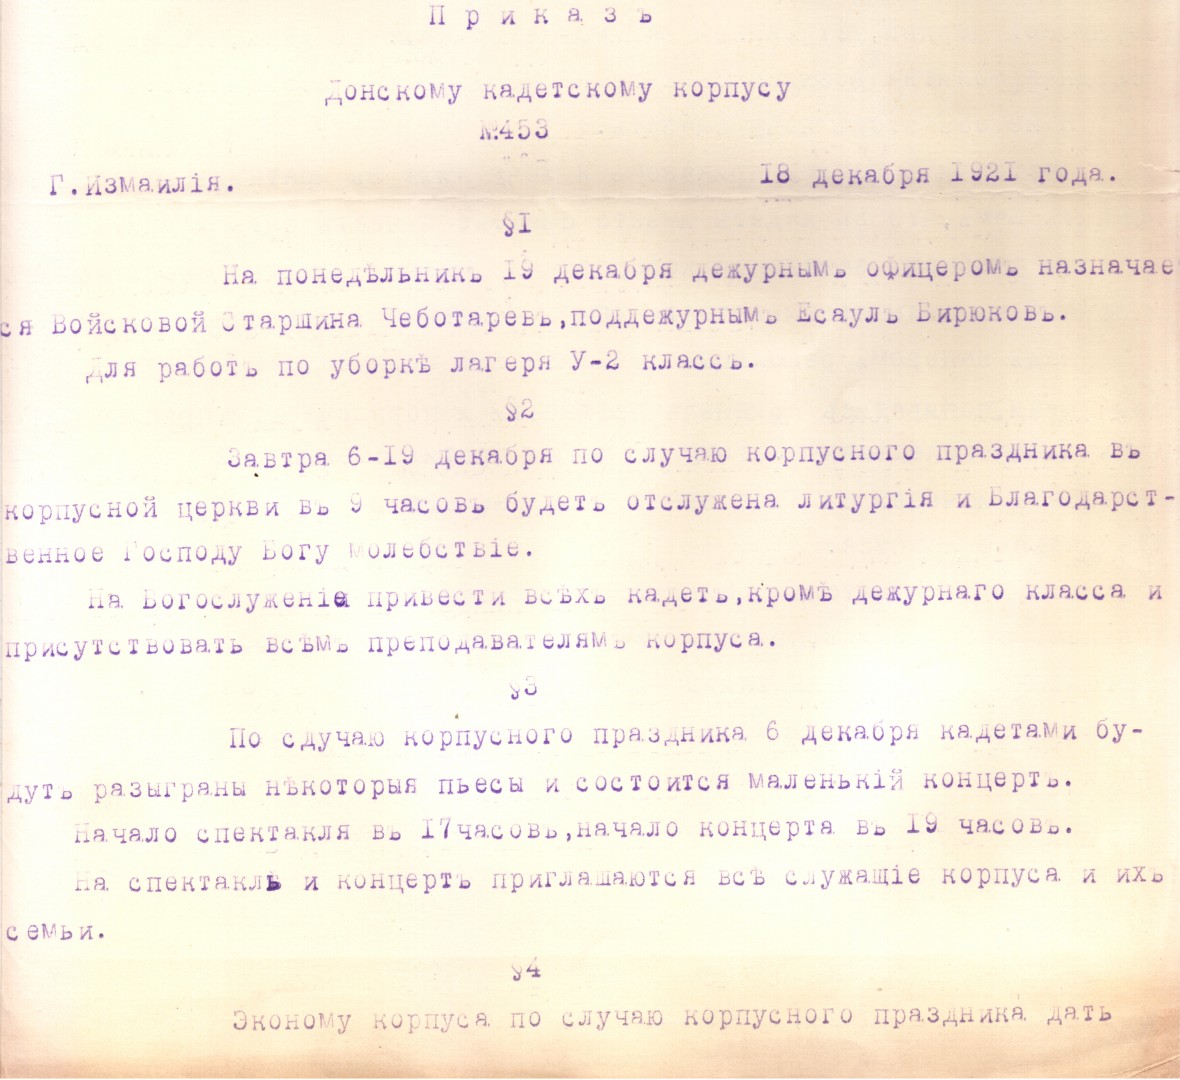 Приказъ
Донскому кадетскому корпусу
№453
Г.Измаилія. 18 декабря 1921 года.
§I
На понедѣльникъ 19 декабря дежурнымъ офицеромъ назначае
ся Войсковой Старшина Чеботаревъ,поддежурнымъ Есаулъ Бирюковъ.
Для работъ по уборкѣ лагеря У-2 классъ.
§2
Завтра 6-19 декабря по случаю корпусного праздника въ
корпусной церкви въ 9 часовъ будетъ отслужена литургія и Благодарст-
венное Господу Богу молебствіе.
На Богослуженіе привести всѣхъ кадетъ,кромѣ дежурнаго класса и
присутствовать всѣмъ преподавателямъ корпуса.
§3
По сдучаю корпусного праздника 6 декабря кадетами бу-
дутъ разыграны нѣкоторыя пьесы и состоится маленькій концертъ.
Начало спектакля въ 17часовъ,начало концерта въ 19 часовъ.
На спектакль и концертъ приглашаются всѣ служащіе корпуса и ихъ
семьи.
§4
Эконому корпуса по случаю корпусного праздника дать